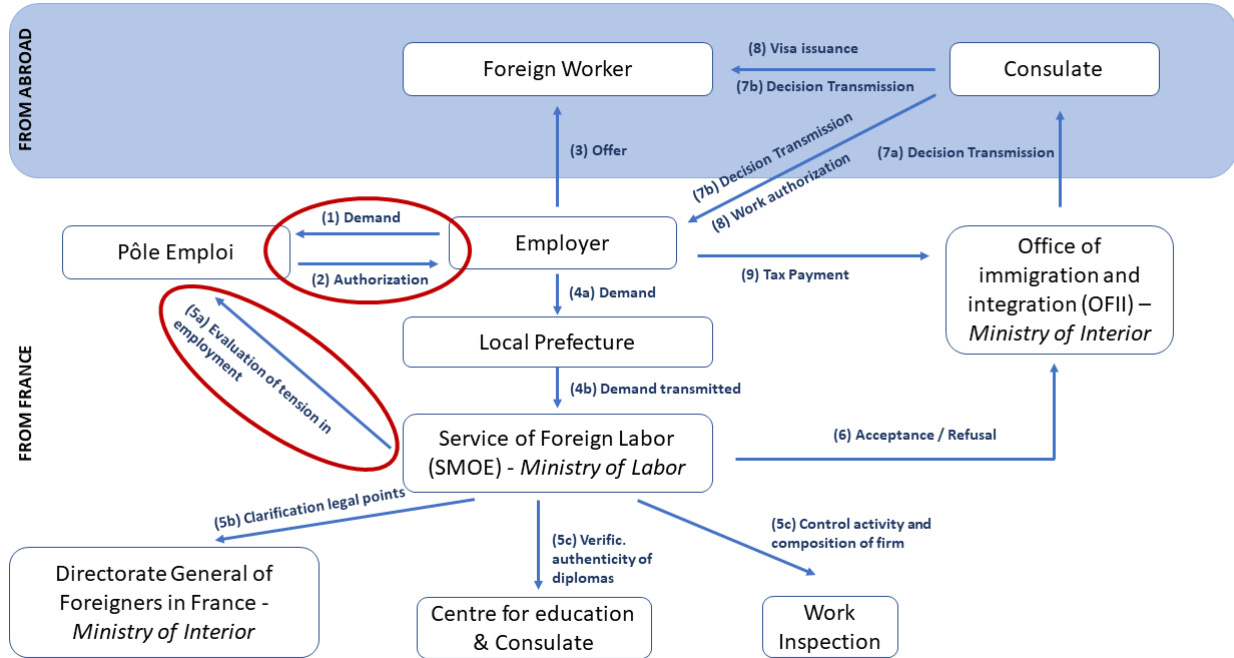 FROM ABROAD
Foreign Worker
(8) Visa issuance
(7b) Decision Transmission
Consulate
(3) Offer
(7b) Decision Transmission
(8) Work authorization
(7a) Decision Transmission
FROM FRANCE
Pôle Emploi
(1) Demand
(2) Authorization
Employer
(9) Tax Payment
Office of
immigration and
integration (OFII) –
Ministry of Interior
(4a) Demand
Local Prefecture
(4b) Demand transmitted
(5a) Evaluation of tension in
employment
Service of Foreign Labor
(SMOE) - Ministry of Labor
(6) Acceptance / Refusal
(5b) Clarification legal points
(5c) Verific.
authenticity of
diplomas
(5c) Control activity and
composition of firm
Directorate General of
Foreigners in France -
Ministry of Interior
Centre for education
& Consulate
Work
Inspection